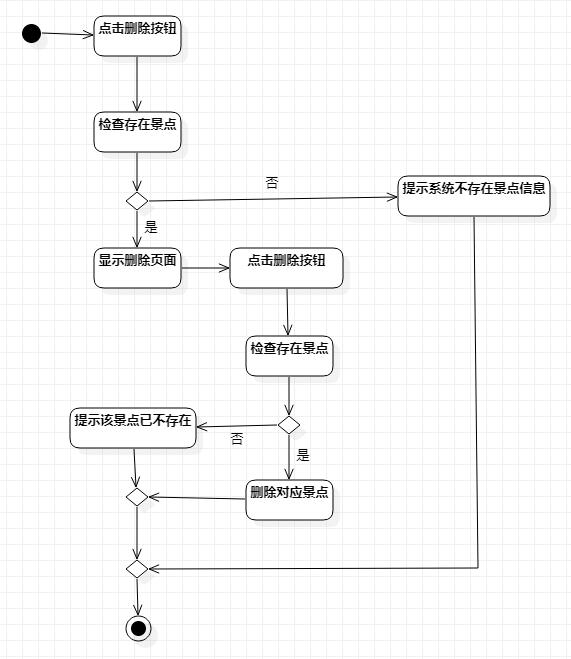 点击删除按钮
检查存在景点
否
提示系统不存在景点信息
是
显示删除页面
点击删除按钮
检查存在景点
提示该景点已不存在
否
是
删除对应景点